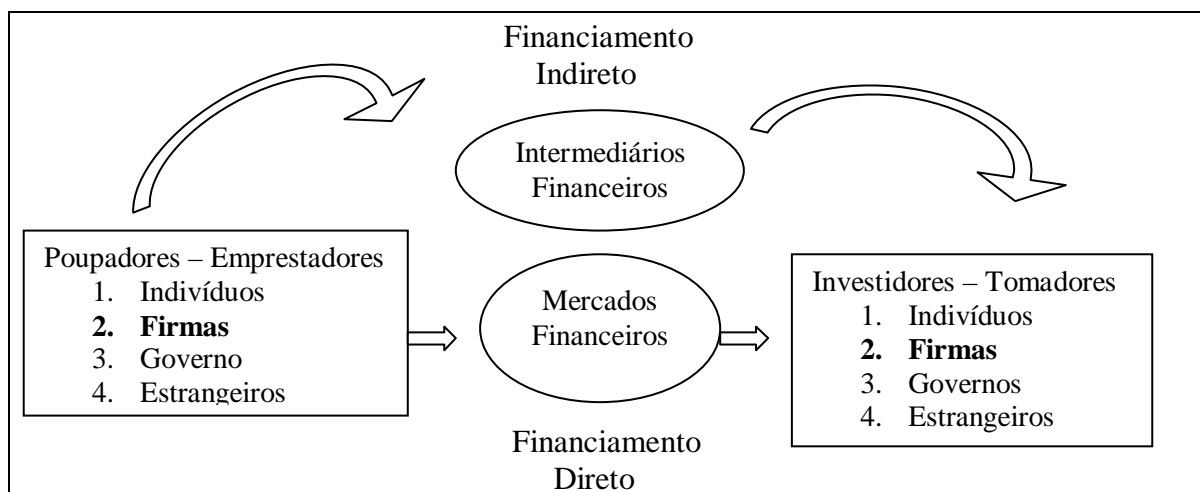 Financiamento
Indireto
Intermediários
Financeiros
Poupadores – Emprestadores
1. Indivíduos
2. Firmas
3. Governo
4. Estrangeiros
Mercados
Financeiros
Investidores – Tomadores
1. Indivíduos
2. Firmas
3. Governos
4. Estrangeiros
Financiamento
Direto